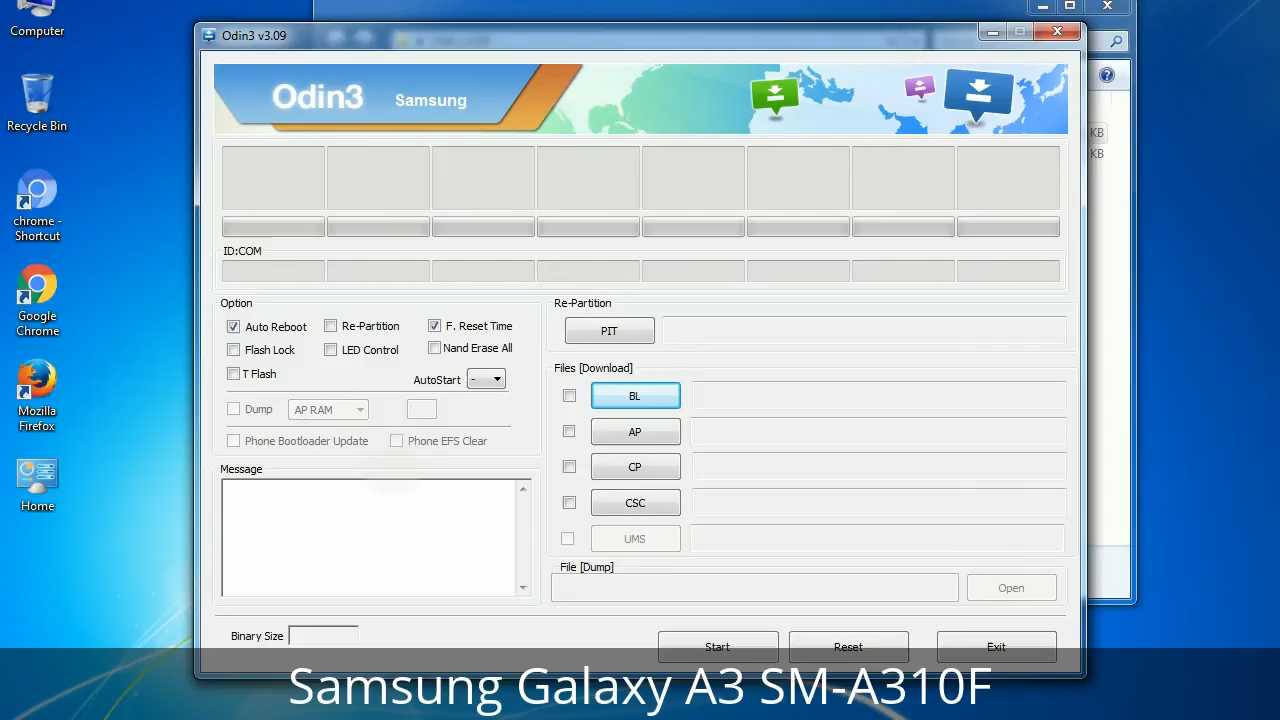 Computer
Recycle Bin
chrome -
Shortcut
Google
Chrome
Mozilla
Firefox
Home
Odin3 v3.09
Odin3 Samsung
KB
KB
ID:COM
Option
Auto Reboot Re-Partition F. Reset Time
Flash Lock LED Control Nand Erase All
T Flash
AutoStart -
Dump AP RAM
Phone Bootloader Update Phone EFS Clear
Message
Re-Partition
PIT
Files [Download]
BL
AP
CP
CSC
UMS
File [Dump]
Open
Binary Size
Start Reset Exit
Samsung Galaxy A3 SM-A310F